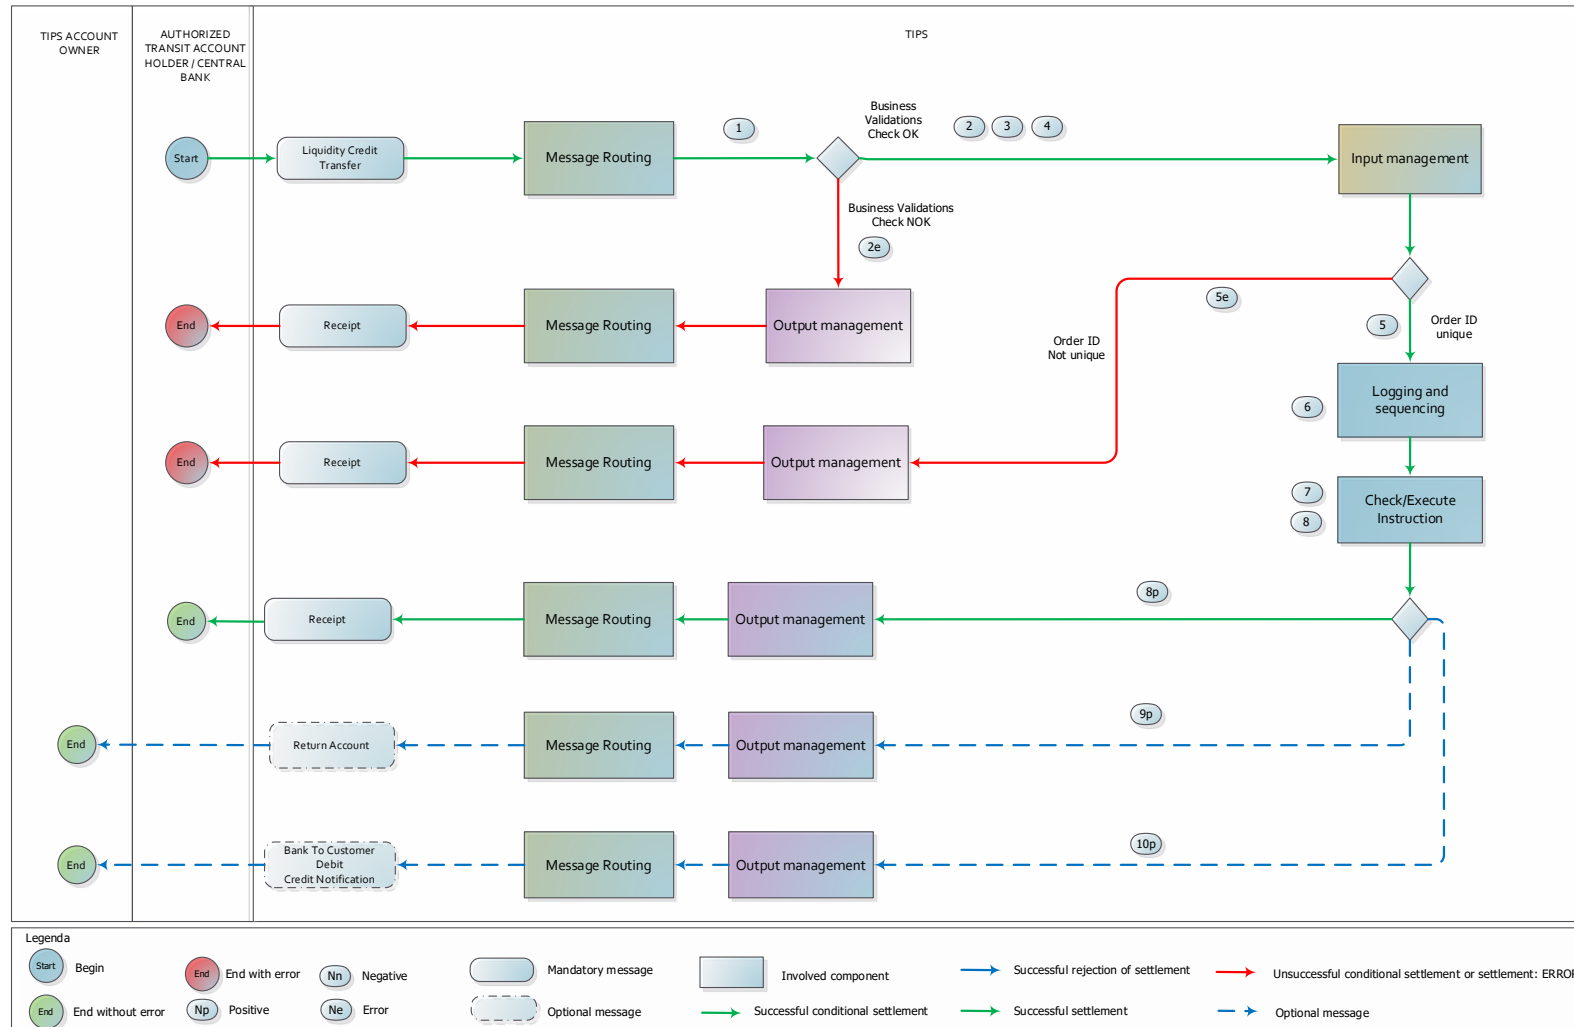 TIPS ACCOUNT
OWNER
AUTHORIZED
TRANSIT ACCOUNT
HOLDER / CENTRAL
BANK
TIPS
Start
Liquidity Credit
Transfer
Message Routing
1
Business
Validations
Check OK
2
3
4
Input management
Business Validations
Check NOK
2e
End
Receipt
Message Routing
Output management
5e
Order ID
Not unique
5
Order ID
unique
Logging and
sequencing
6
End
Receipt
Message Routing
Output management
7
8
Check/Execute
Instruction
End
Receipt
Message Routing
Output management
8p
End
Return Account
Message Routing
Output management
9p
End
Bank To Customer
Debit
Credit Notification
Message Routing
Output management
10p
Legenda
Start
Begin
End
End with error
Nn
Negative
Mandatory message
Involved component
Successful rejection of settlement
Unsuccessful conditional settlement or settlement: ERROR
End
End without error
Np
Positive
Ne
Error
Optional message
Successful conditional settlement
Successful settlement
Optional message